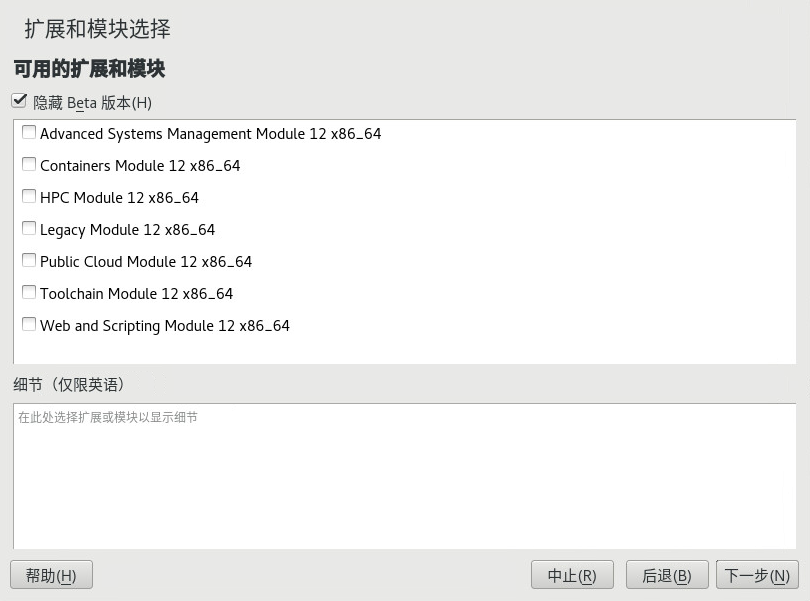 扩展和模块选择
可用的扩展和模块
隐藏 Beta 版本(H)
Advanced Systems Management Module 12 x86_64
Containers Module 12 x86_64
HPC Module 12 x86_64
Legacy Module 12 x86_64
Public Cloud Module 12 x86_64
Toolchain Module 12 x86_64
Web and Scripting Module 12 x86_64
细节（仅限英语）
在此处选择扩展或模块以显示细节
帮助(H) 中止(R) 后退(B) 下一步(N)